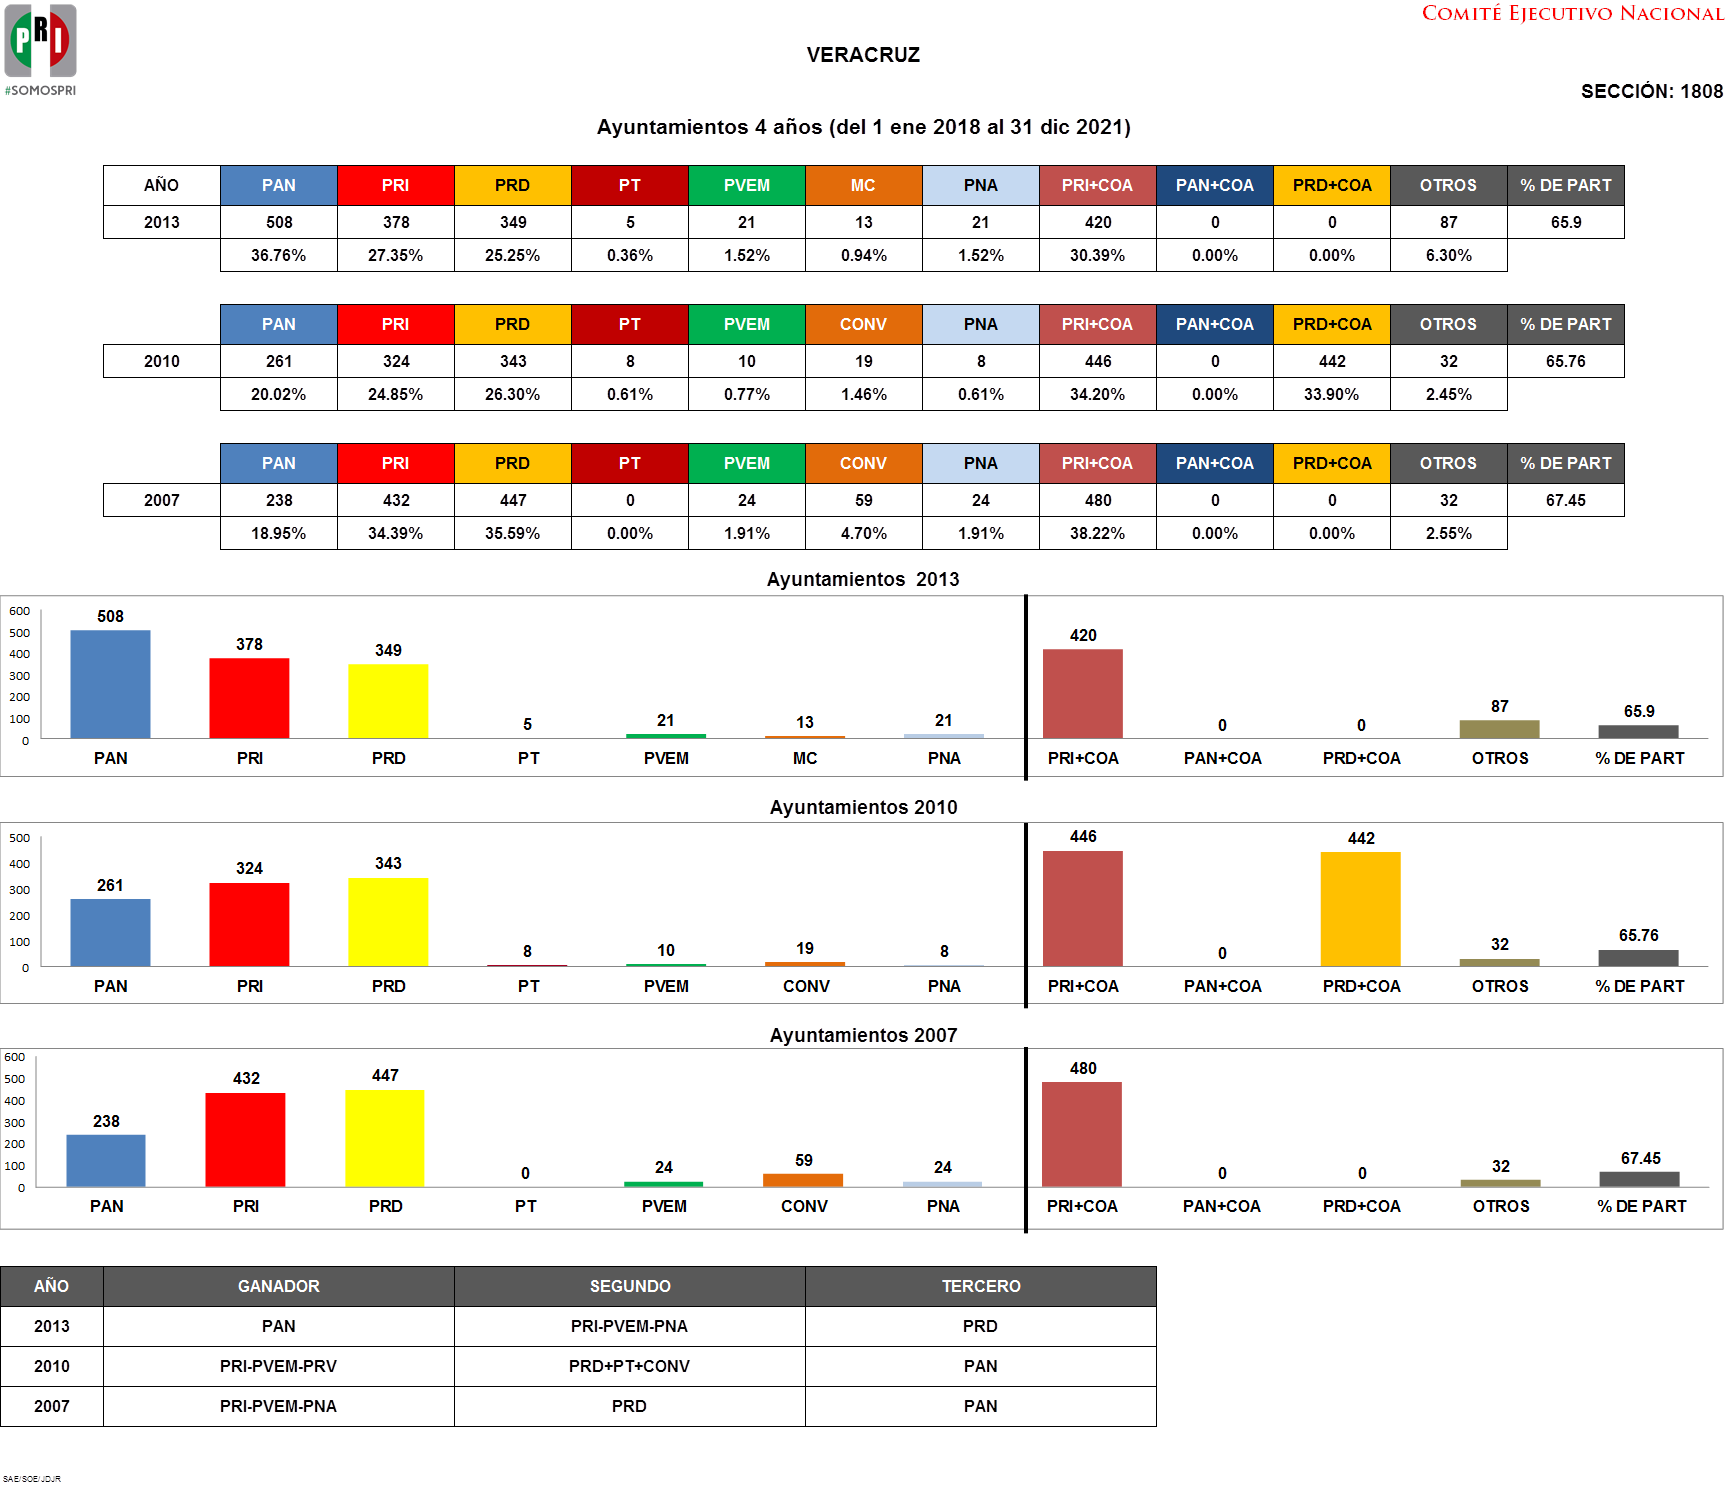 PRI
#SOMOSPRI
COMITÉ EJECUTIVO NACIONAL
VERACRUZ
SECCIÓN: 1808
Ayuntamientos 4 años (del 1 ene 2018 al 31 dic 2021)
AÑO PAN PRI PRD PT PVEM MC PNA PRI+COA PAN+COA PRD+COA OTROS % DE PART
2013 508 378 349 5 21 13 21 420 0 0 87 65.9
36.76% 27.35% 25.25% 0.36% 1.52% 0.94% 1.52% 30.39% 0.00% 0.00% 6.30%
PAN PRI PRD PT PVEM CONV PNA PRI+COA PAN+COA PRD+COA OTROS % DE PART
2010 261 324 343 8 10 19 8 446 0 442 32 65.76
20.02% 24.85% 26.30% 0.61% 0.77% 1.46% 0.61% 34.20% 0.00% 33.90% 2.45%
PAN PRI PRD PT PVEM CONV PNA PRI+COA PAN+COA PRD+COA OTROS % DE PART
2007 238 432 447 0 24 59 24 480 0 0 32 67.45
18.95% 34.39% 35.59% 0.00% 1.91% 4.70% 1.91% 38.22% 0.00% 0.00% 2.55%
Ayuntamientos 2013
600
500
400
300
200
100
0
508 378 349 5 21 13 21 420 0 0 87 65.9
PAN PRI PRD PT PVEM MC PNA PRI+COA PAN+COA PRD+COA OTROS % DE PART
Ayuntamientos 2010
500
400
300
200
100
0
261 324 343 8 10 19 8 446 0 442 32 65.76
PAN PRI PRD PT PVEM CONV PNA PRI+COA PAN+COA PRD+COA OTROS % DE PART
Ayuntamientos 2007
600
500
400
300
200
100
0
238 432 447 0 24 59 24 480 0 0 32 67.45
PAN PRI PRD PT PVEM CONV PNA PRI+COA PAN+COA PRD+COA OTROS % DE PART
AÑO GANADOR SEGUNDO TERCERO
2013 PAN PRI-PVEM-PNA PRD
2010 PRI-PVEM-PRV PRD+PT+CONV PAN
2007 PRI-PVEM-PNA PRD PAN
SAE/SOE/JDJR